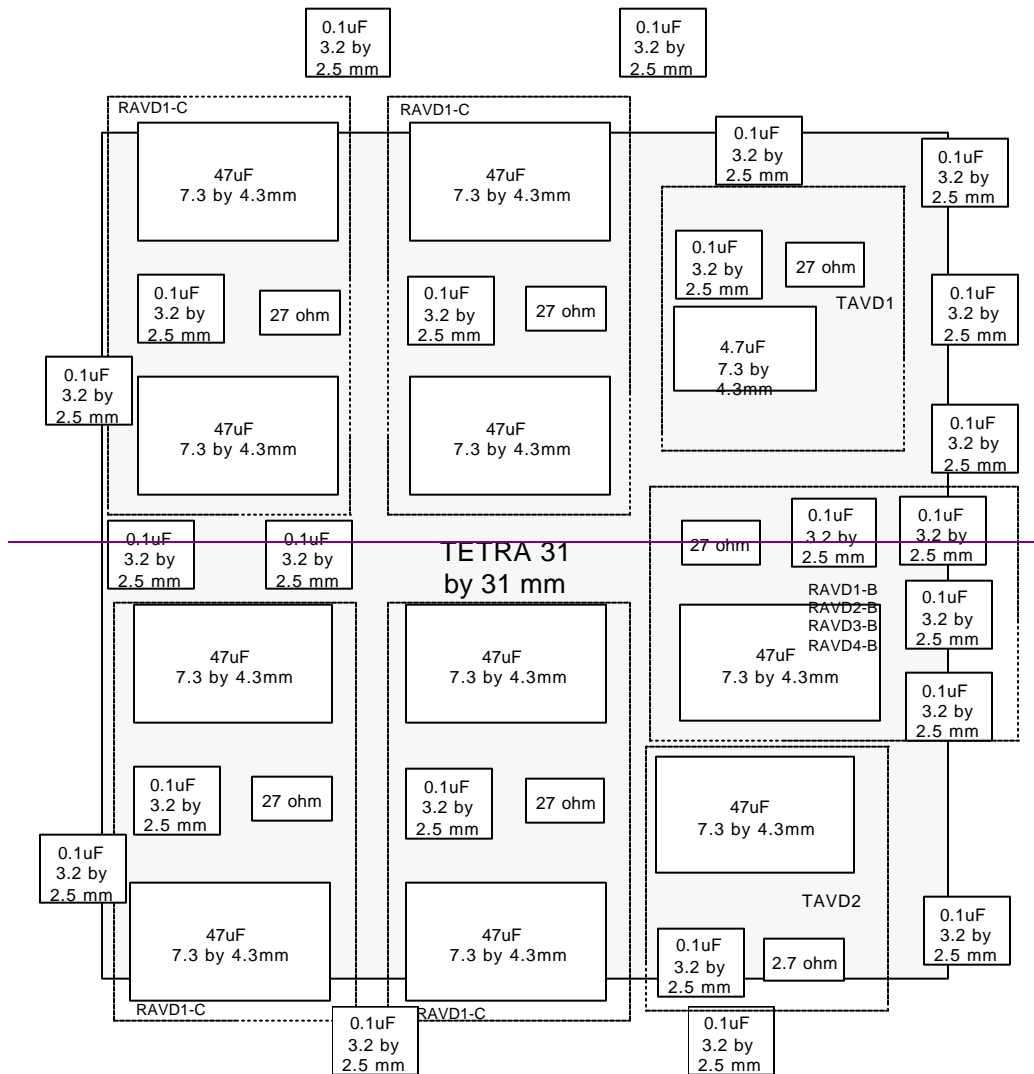 0.1uF
3.2 by
2.5 mm
0.1uF
3.2 by
2.5 mm
RAVD1-C
RAVD1-C
47uF
7.3 by 4.3mm
47uF
7.3 by 4.3mm
0.1uF
3.2 by
2.5 mm
0.1uF
3.2 by
2.5 mm
0.1uF
3.2 by
2.5 mm
27 ohm
TAVD1
0.1uF
3.2 by
2.5 mm
27 ohm
0.1uF
3.2 by
2.5 mm
27 ohm
0.1uF
3.2 by
2.5 mm
4.7uF
7.3 by
4.3mm
0.1uF
3.2 by
2.5 mm
47uF
7.3 by 4.3mm
47uF
7.3 by 4.3mm
0.1uF
3.2 by
2.5 mm
0.1uF
3.2 by
2.5 mm
0.1uF
3.2 by
2.5 mm
TETRA 31
by 31 mm
27 ohm
0.1uF
3.2 by
2.5 mm
0.1uF
3.2 by
2.5 mm
RAVD1-B
RAVD2-B
RAVD3-B
RAVD4-B
0.1uF
3.2 by
2.5 mm
47uF
7.3 by 4.3mm
47uF
7.3 by 4.3mm
47uF
7.3 by 4.3mm
0.1uF
3.2 by
2.5 mm
0.1uF
3.2 by
2.5 mm
27 ohm
0.1uF
3.2 by
2.5 mm
27 ohm
47uF
7.3 by 4.3mm
0.1uF
3.2 by
2.5 mm
TAVD2
47uF
7.3 by 4.3mm
47uF
7.3 by 4.3mm
0.1uF
3.2 by
2.5 mm
2.7 ohm
0.1uF
3.2 by
2.5 mm
RAVD1-C
RAVD1-C
0.1uF
3.2 by
2.5 mm
0.1uF
3.2 by
2.5 mm